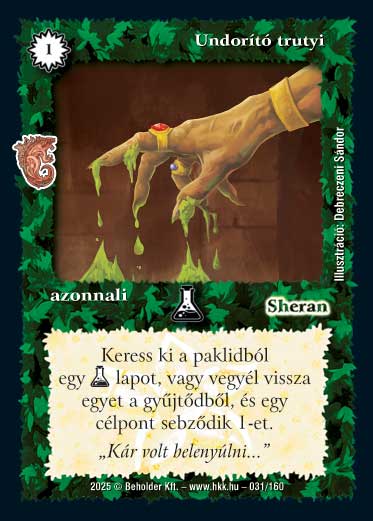 1
Undorító trutyi
Illusztráció: Debreczeni Sándor
azonnali
Sheran
Keress ki a paklidból
egy lapot, vagy vegyél vissza
egyet a gyűjtődből, és egy
célpont sebződik 1-et.
„Kár volt belenyúlni...”
2025 © Beholder Kft. – www.hkk.hu – 031/160